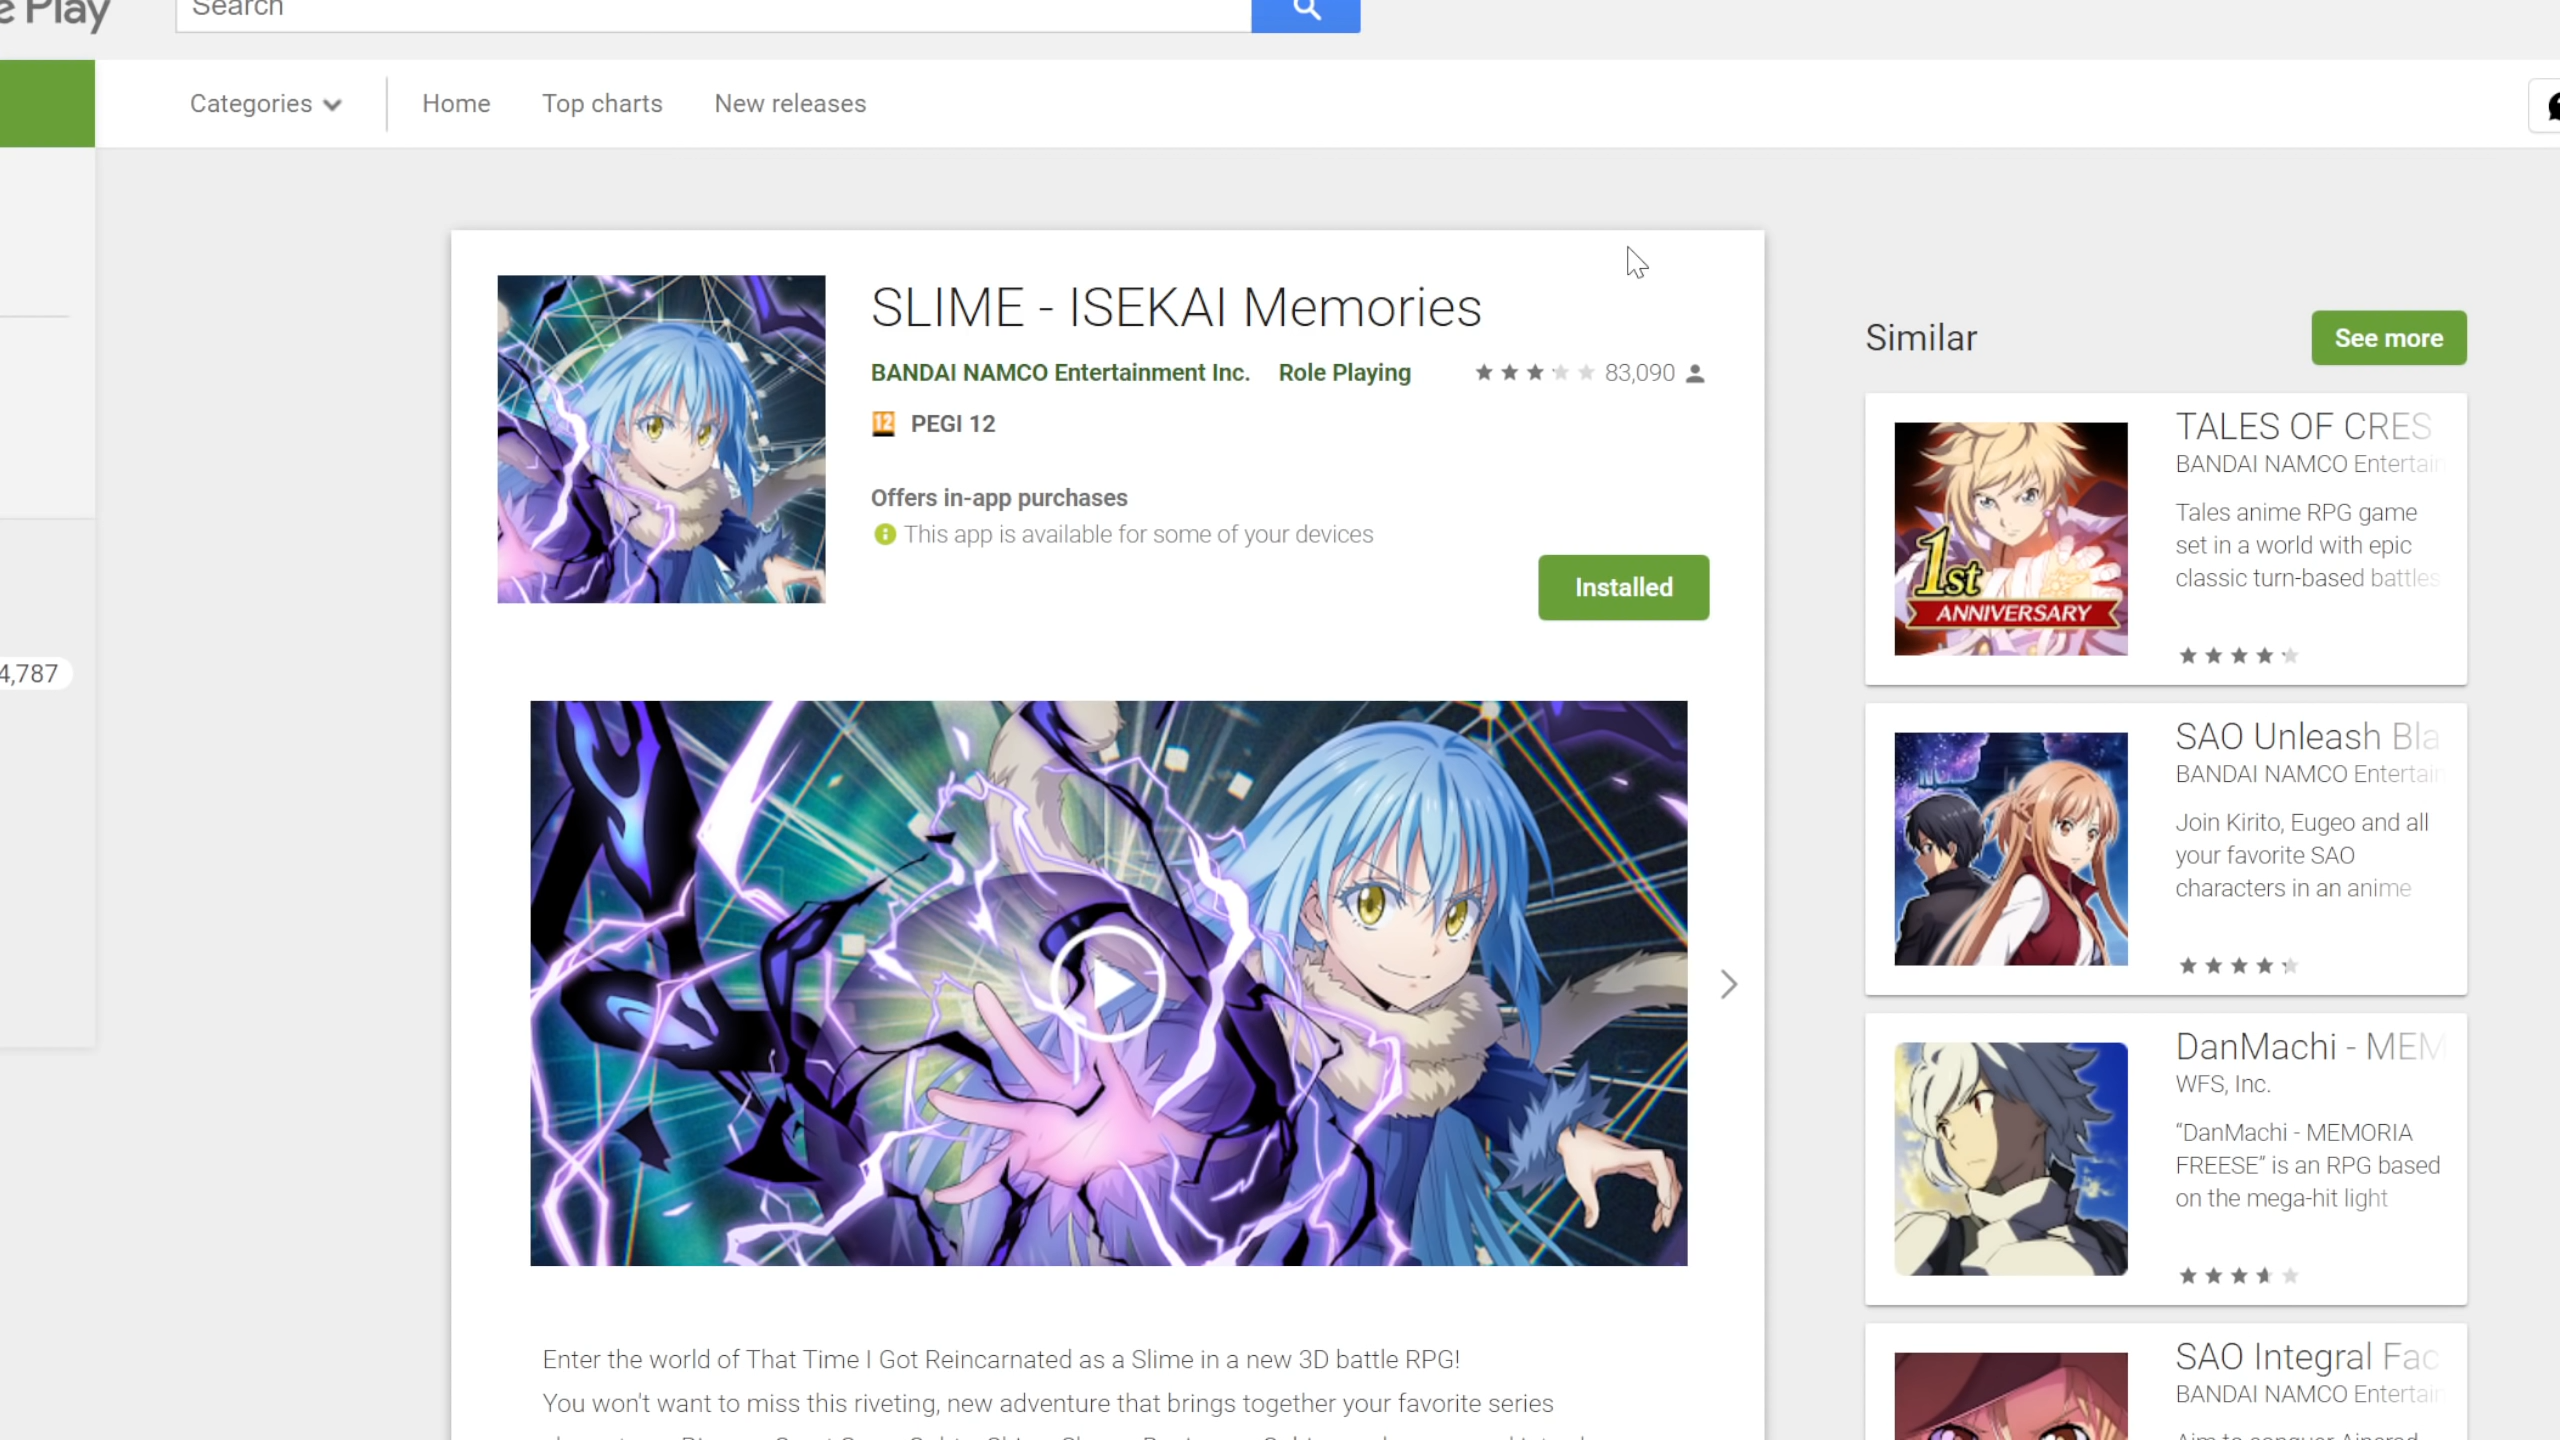 e Play
Search
Categories
Home
Top charts
New releases
SLIME - ISEKAI Memories
BANDAI NAMCO Entertainment Inc.
Role Playing
83,090
12 PEGI 12
Offers in-app purchases
This app is available for some of your devices
Installed
4,787
Enter the world of That Time I Got Reincarnated as a Slime in a new 3D battle RPG!
You won't want to miss this riveting, new adventure that brings together your favorite series
Similar
See more
1st
ANNIVERSARY
TALES OF CRES
BANDAI NAMCO Entertain
Tales anime RPG game
set in a world with epic
classic turn-based battles
SAO Unleash Bla
BANDAI NAMCO Entertain
Join Kirito, Eugeo and all
your favorite SAO
characters in an anime
DanMachi - MEM
WFS, Inc.
“DanMachi - MEMORIA
FREESE” is an RPG based
on the mega-hit light
SAO Integral Fac
BANDAI NAMCO Entertain